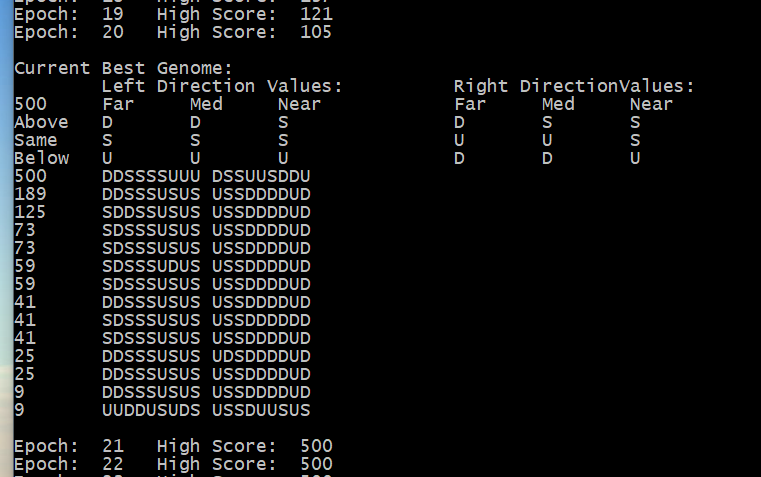 Epoch: 19 High Score: 121
Epoch: 20 High Score: 105
Current Best Genome:
Left Direction Values: Right DirectionValues:
500 Far Med Near Far Med Near
Above D D S D S S
Same S S S U U S
Below U U U D D U
500 DDSSSSUUU DSSUUSDDU
189 DDSSSUSUS USSDDDDUD
125 SDDSSUSUS USSDDDDUD
73 SDSSSUSUS USSDDDDUD
73 SDSSSUSUS USSDDDDUD
59 SDSSSUDUS USSDDDDUD
59 SDSSSUSUS USSDDDDUD
41 DDSSSUSUS USSDDDDUD
41 SDSSSUSUS USSDDDDDD
41 SDSSSUSUS USSDDDDUD
25 DDSSSUSUS UDSDDDDUD
25 DDSSSUSUS USSDDDDUD
9 DDSSSUSUS USSDDDDUD
9 UUDDUSUDS USSDUUSUS
Epoch: 21 High Score: 500
Epoch: 22 High Score: 500